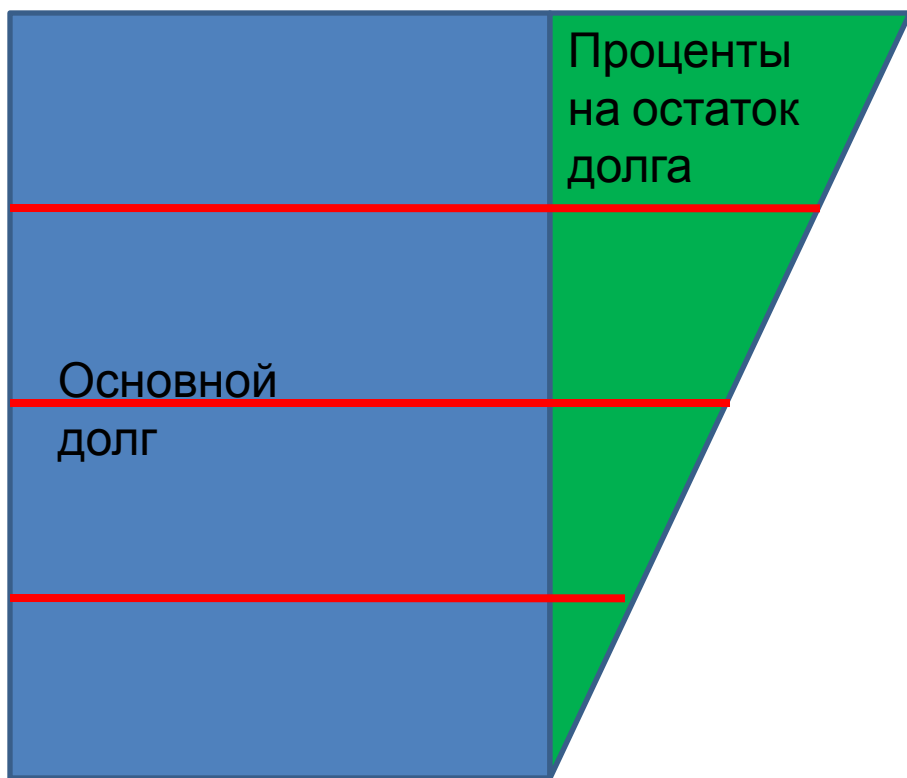 Проценты
на остаток
долга
Основной
долг